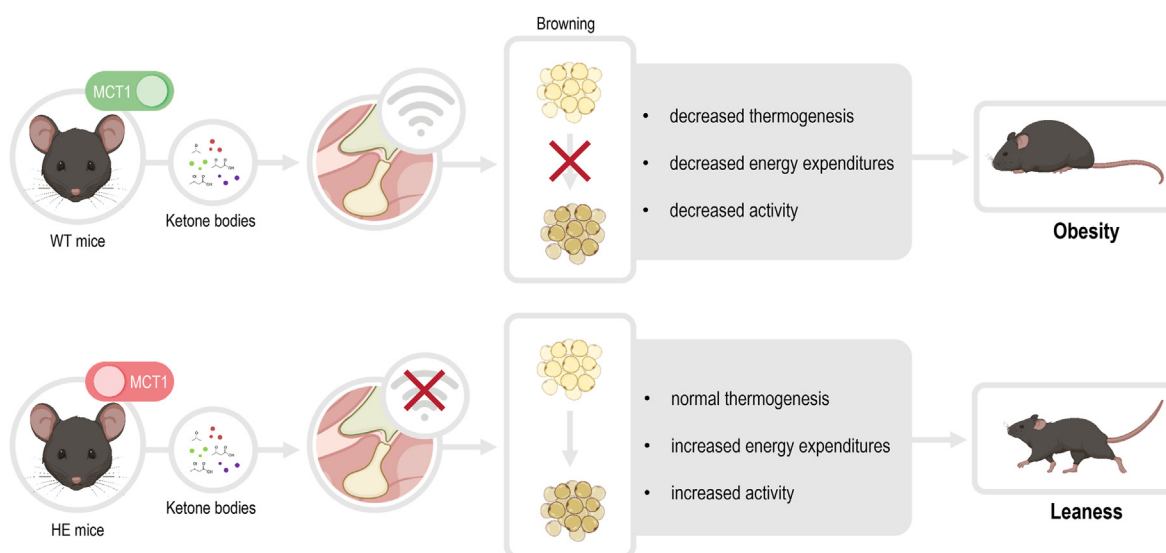 Browning
MCT1
WT mice
Ketone bodies
• decreased thermogenesis
• decreased energy expenditures
• decreased activity
Obesity
MCT1
HE mice
Ketone bodies
• normal thermogenesis
• increased energy expenditures
• increased activity
Leaness